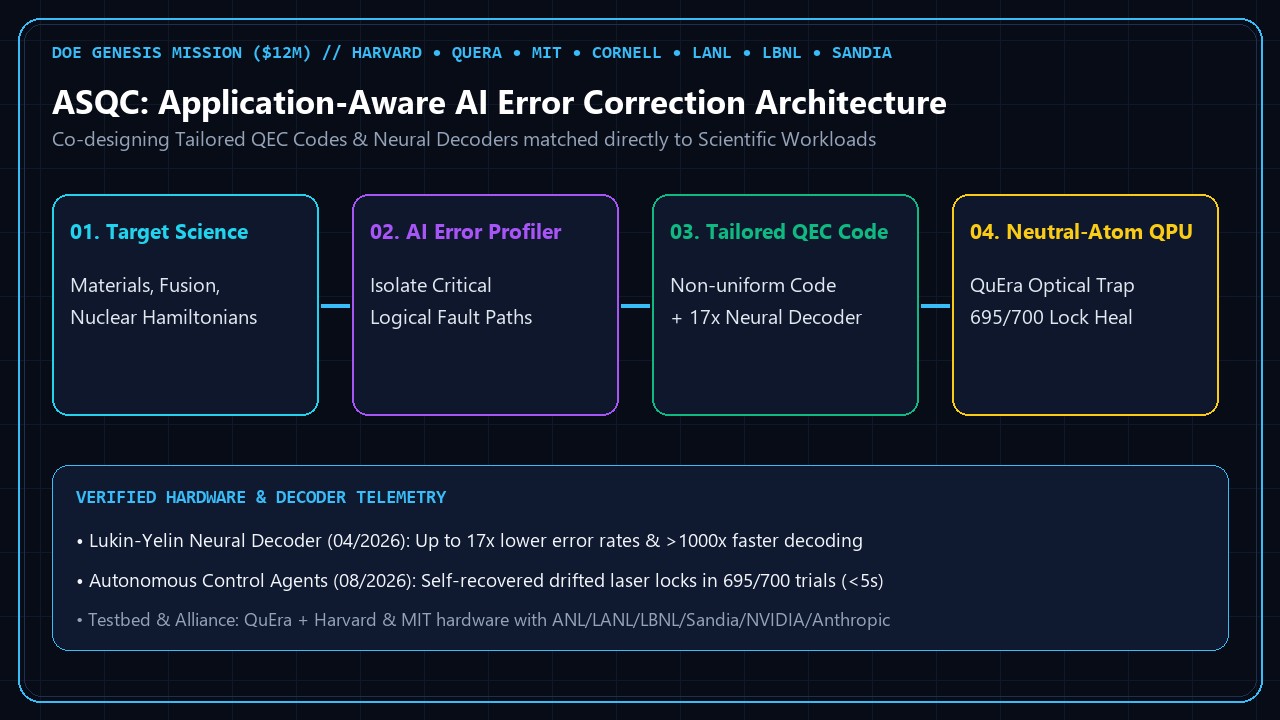 DOE GENESIS MISSION ($12M) // HARVARD • QUERA • MIT • CORNELL • LANL • LBNL • SANDIA
ASQC: Application-Aware AI Error Correction Architecture
Co-designing Tailored QEC Codes & Neural Decoders matched directly to Scientific Workloads
01. Target Science
Materials, Fusion,
Nuclear Hamiltonians
02. AI Error Profiler
Isolate Critical
Logical Fault Paths
03. Tailored QEC Code
Non-uniform Code
+ 17x Neural Decoder
04. Neutral-Atom QPU
QuEra Optical Trap
695/700 Lock Heal
VERIFIED HARDWARE & DECODER TELEMETRY
• Lukin-Yelin Neural Decoder (04/2026): Up to 17x lower error rates & >1000x faster decoding
• Autonomous Control Agents (08/2026): Self-recovered drifted laser locks in 695/700 trials (<5s)
• Testbed & Alliance: QuEra + Harvard & MIT hardware with ANL/LANL/LBNL/Sandia/NVIDIA/Anthropic